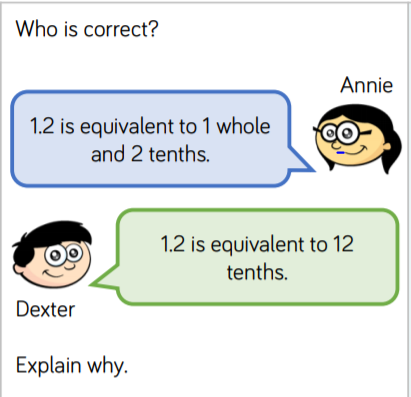 Who is correct?
Annie
1.2 is equivalent to 1 whole
and 2 tenths.
1.2 is equivalent to 12
tenths.
Dexter
Explain why.